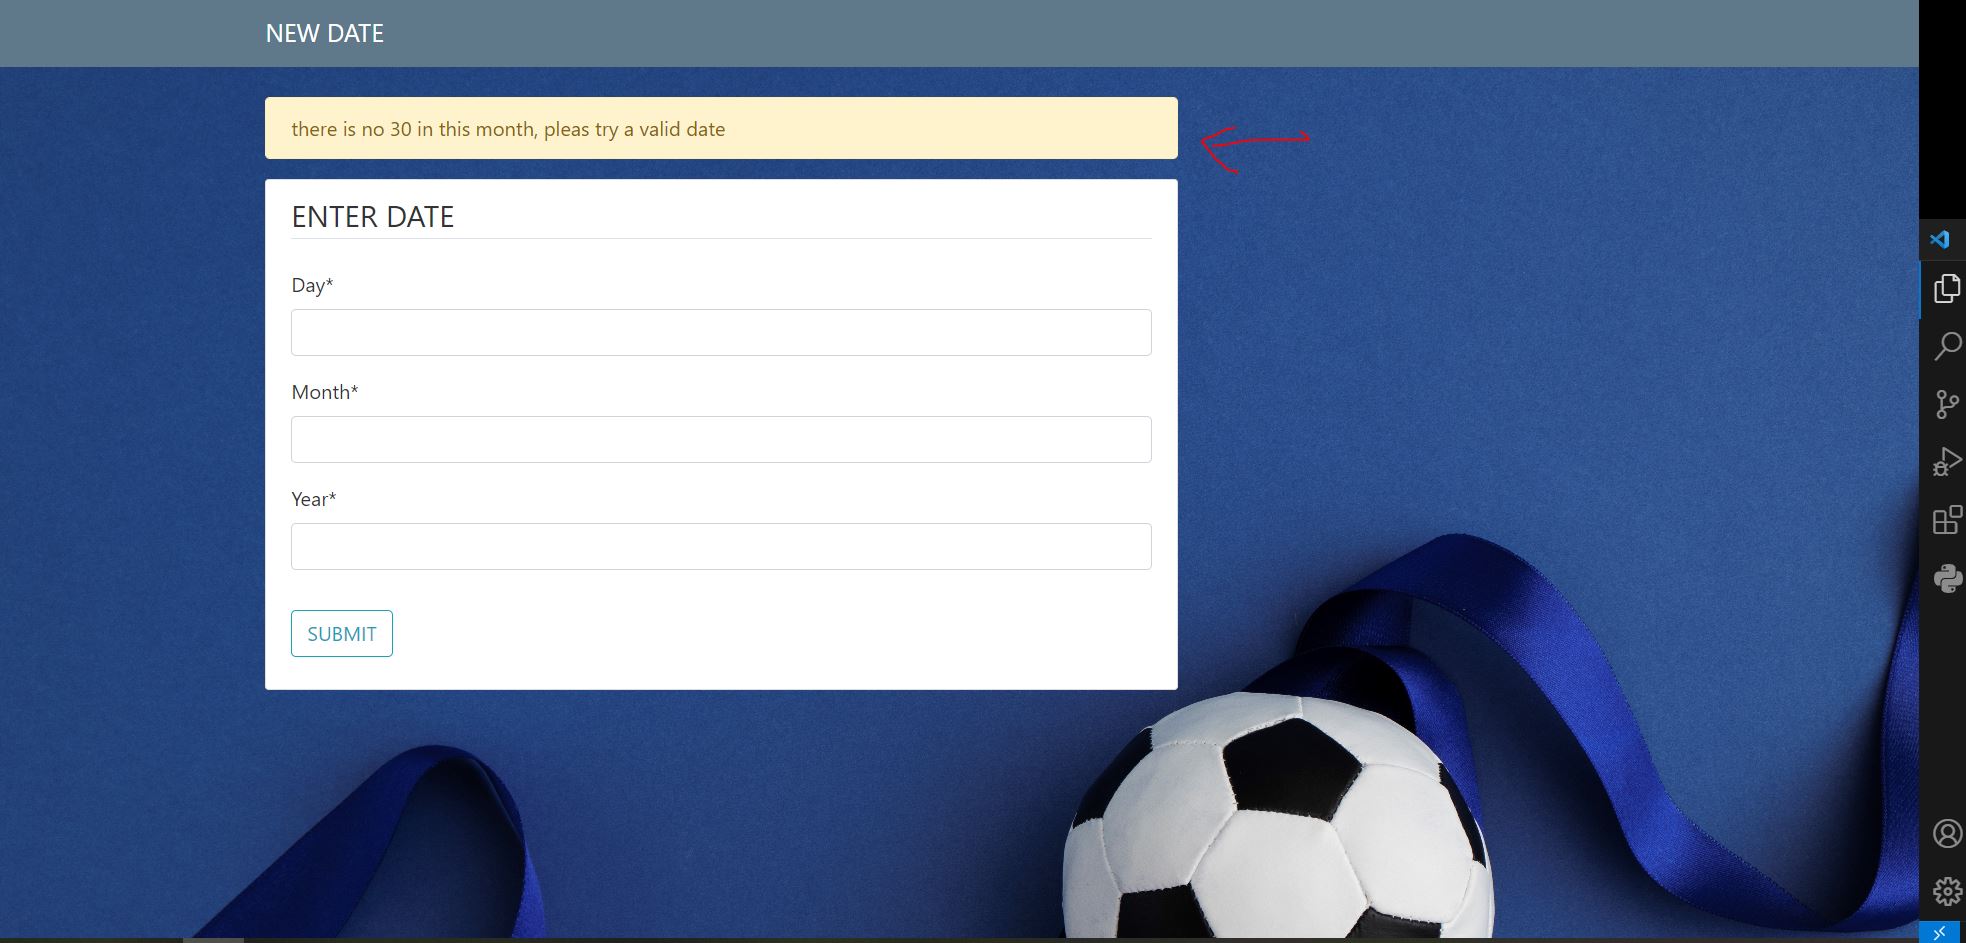 NEW DATE
there is no 30 in this month, pleas try a valid date
ENTER DATE
Day*
Month*
Year*
SUBMIT